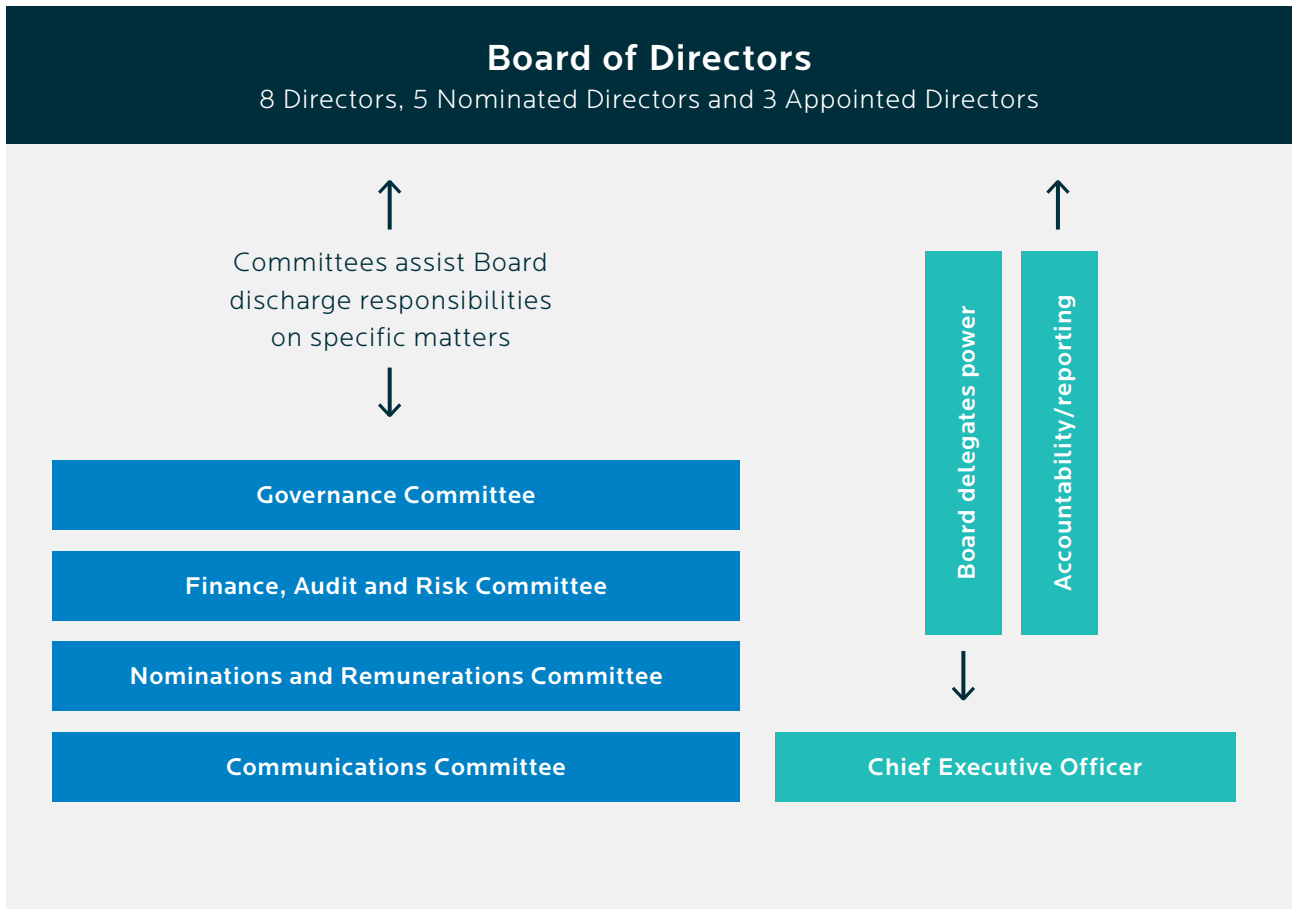 Board of Directors
8 Directors, 5 Nominated Directors and 3 Appointed Directors
Committees assist Board
discharge responsibilities
on specific matters
Governance Committee
Finance, Audit and Risk Committee
Nominations and Remunerations Committee
Communications Committee
Board delegates power
Accountability/reporting
Chief Executive Officer